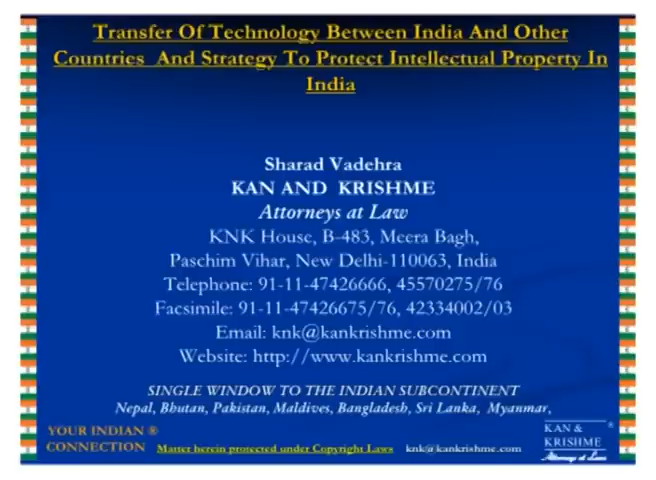 Transfer Of Technology Between India And Other
Countries And Strategy To Protect Intellectual Property In
India
Sharad Vadehra
KAN AND KRISHME
Attorneys at Law
KNK House, B-483, Meera Bagh,
Paschim Vihar, New Delhi-110063, India
Telephone: 91-11-47426666, 45570275/76
Facsimile: 91-11-47426675/76, 42334002/03
Email: knk@kankrishme.com
Website: http://www.kankrishme.com
SINGLE WINDOW TO THE INDIAN SUBCONTINENT
Nepal, Bhutan, Pakistan, Maldives, Bangladesh, Sri Lanka, Myanmar,
YOUR INDIAN ®
CONNECTION Matter herein protected under Copyright Laws knk@kankrishme.com
KAN & ®
KRISHME
Attorneys at Law